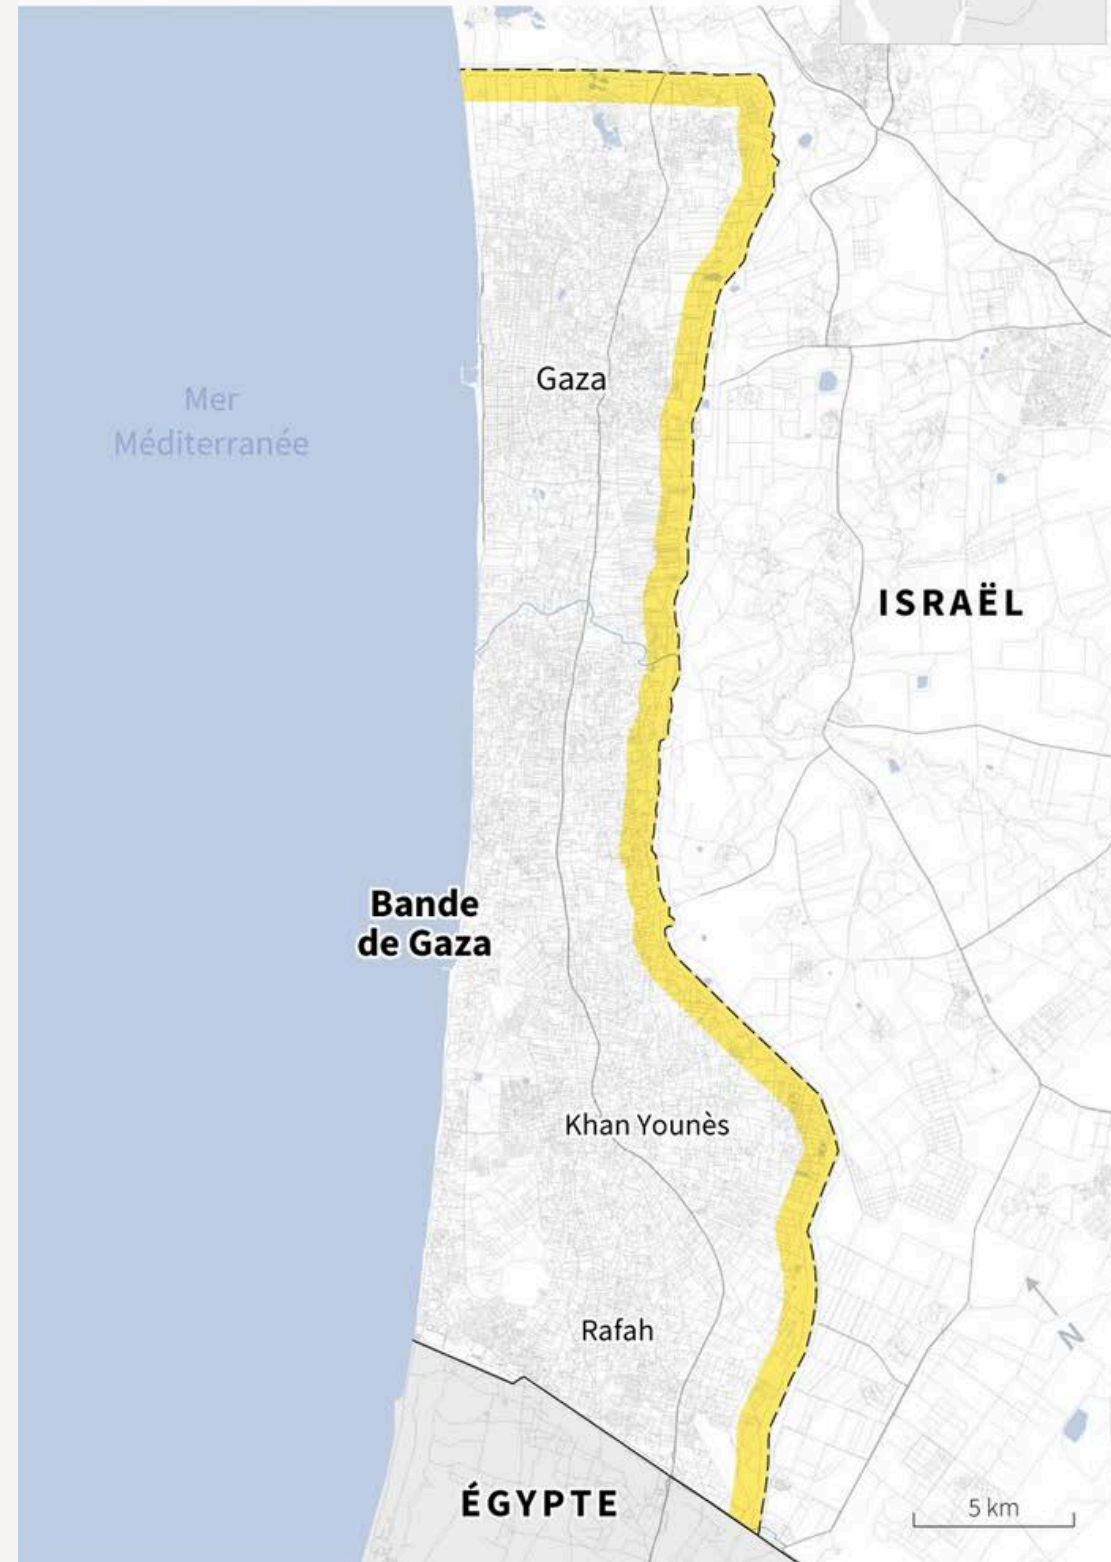 Gaza
Mer
Méditerranée
ISRAËL
Bande
de Gaza
Khan Younès
N
Rafah
ÉGYPTE
5 km